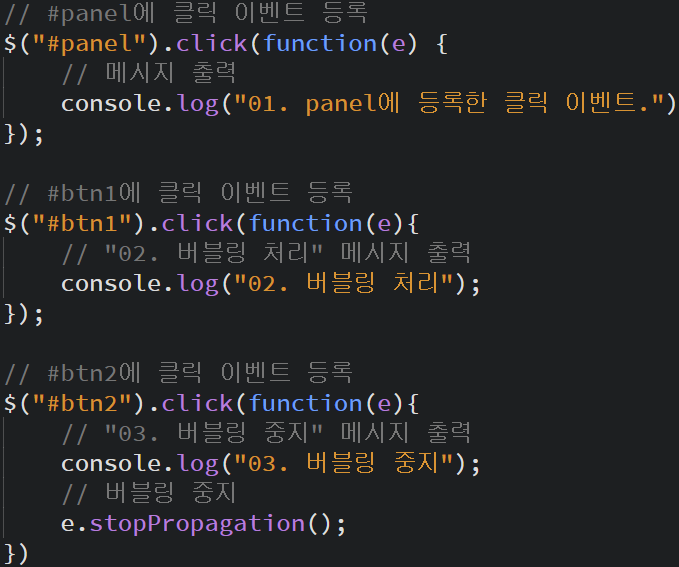 // #panel에 클릭 이벤트 등록
$("#panel").click(function(e) {
    // 메시지 출력
    console.log("01. panel에 등록한 클릭 이벤트.")
});

// #btn1에 클릭 이벤트 등록
$("#btn1").click(function(e){
    // "02. 버블링 처리" 메시지 출력
    console.log("02. 버블링 처리");
});

// #btn2에 클릭 이벤트 등록
$("#btn2").click(function(e){
    // "03. 버블링 중지" 메시지 출력
    console.log("03. 버블링 중지");
    // 버블링 중지
    e.stopPropagation();
})